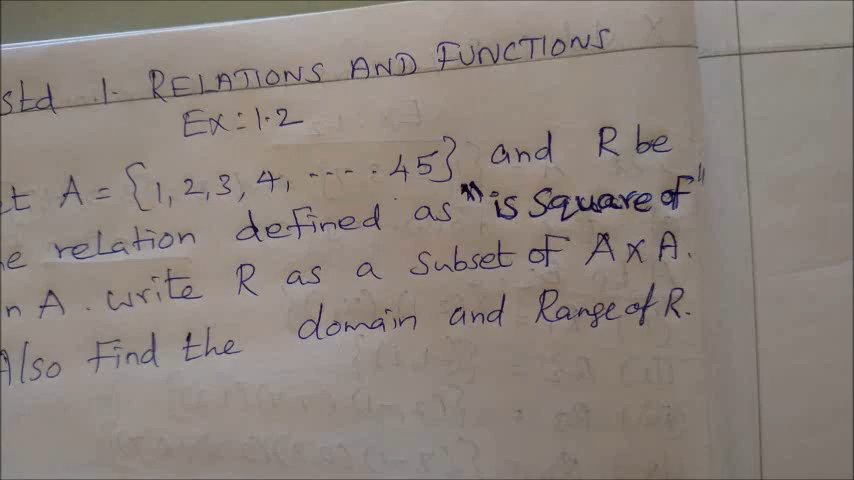 std 1. RELATIONS AND FUNCTIONS
Ex: 1.2
A = {1, 2, 3, 4, ..... 45} and R be
relation defined as "is square of"
A. write R as a subset of A x A.
Also Find the domain and Range of R.